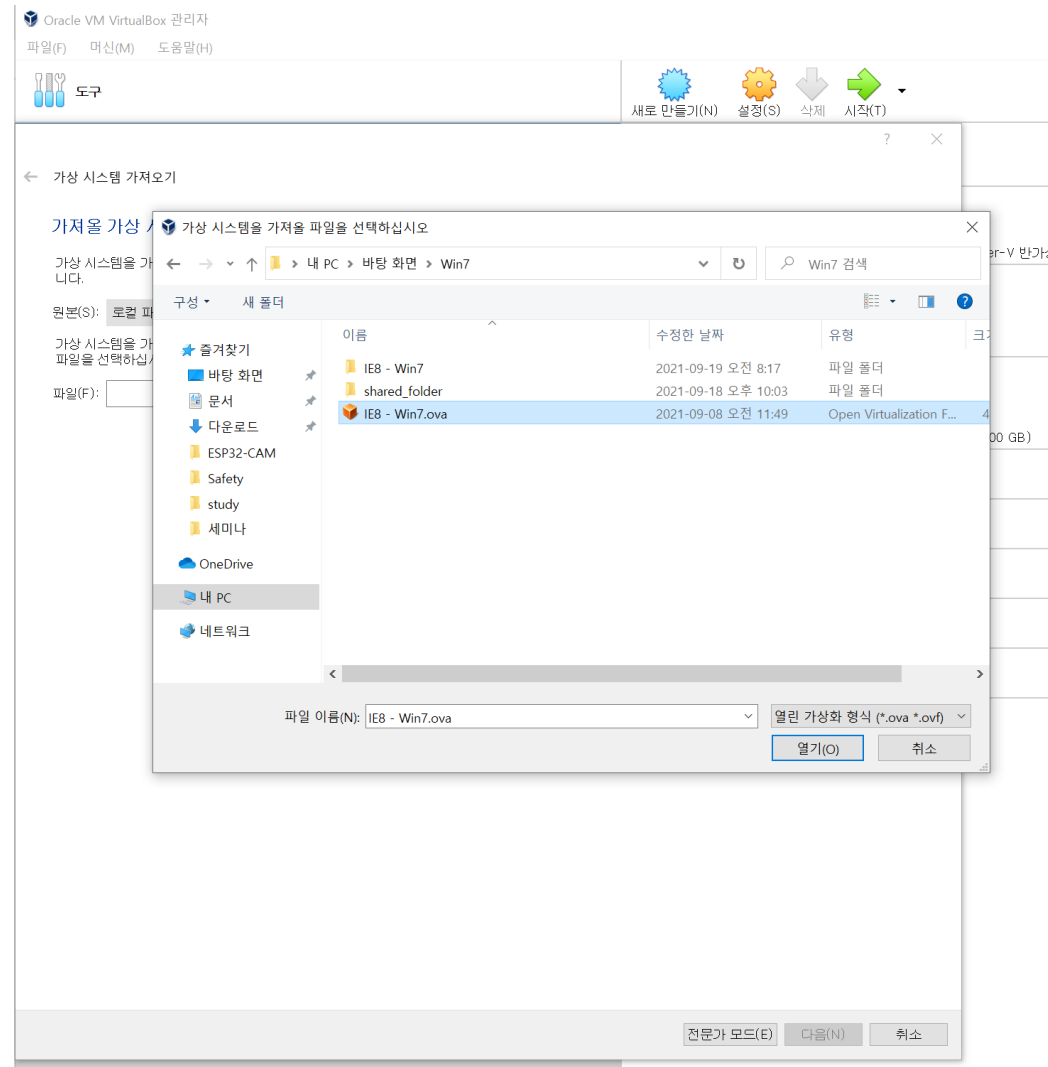 Oracle VM VirtualBox 관리자
파일(F) 머신(M) 도움말(H)
도구
새로 만들기(N) 설정(S) 삭제 시작(T)
?
가상 시스템 가져오기
가져올 가상
가상 시스템을 가져올 파일을 선택하십시오
내 PC > 바탕 화면 > Win7
Win7 검색
가상 시스템을
니다.
구성 새 폴더
?
원본(S): 로컬
이름 수정한 날짜 유형
가상 시스템을
파일을 선택하십
파일(F):
즐겨찾기
바탕 화면
문서
다운로드
ESP32-CAM
Safety
study
세미나
OneDrive
내 PC
네트워크
IE8 - Win7 2021-09-19 오전 8:17 파일 폴더
shared_folder 2021-09-18 오후 10:03 파일 폴더
IE8 - Win7.ova 2021-09-08 오전 11:49 Open Virtualization F... 4
00 GB)
파일 이름(N): IE8 - Win7.ova 열린 가상화 형식 (*.ova *.ovf)
열기(O) 취소
전문가 모드(E) 다음(N) 취소